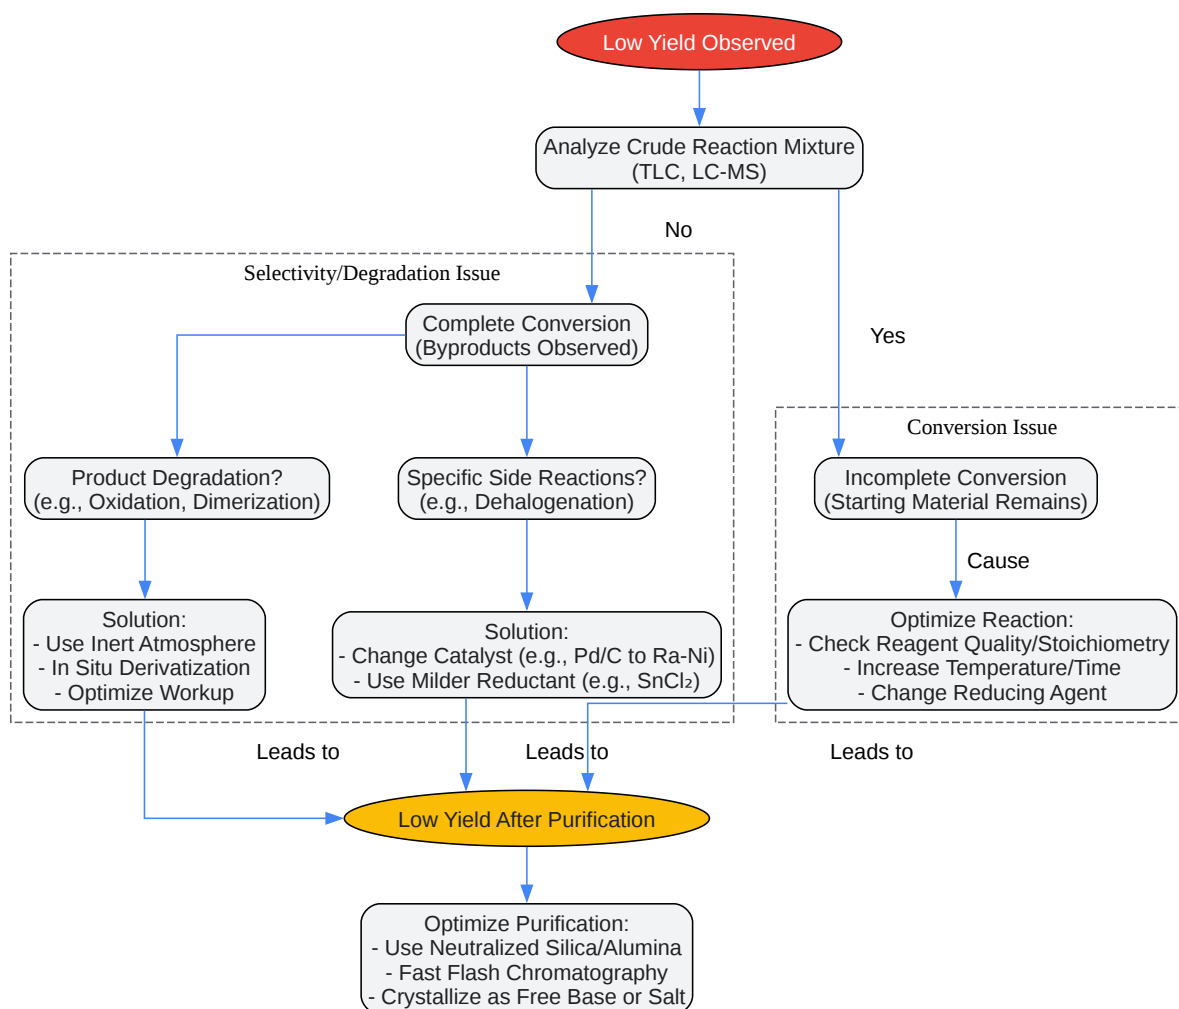 Low Yield Observed
Analyze Crude Reaction Mixture
(TLC, LC-MS)
No
Yes
Selectivity/Degradation Issue
Complete Conversion
(Byproducts Observed)
Conversion Issue
Product Degradation?
(e.g., Oxidation, Dimerization)
Specific Side Reactions?
(e.g., Dehalogenation)
Incomplete Conversion
(Starting Material Remains)
Cause
Solution:
- Use Inert Atmosphere
- In Situ Derivatization
- Optimize Workup
Solution:
- Change Catalyst (e.g., Pd/C to Ra-Ni)
- Use Milder Reductant (e.g., SnCl₂)
Optimize Reaction:
- Check Reagent Quality/Stoichiometry
- Increase Temperature/Time
- Change Reducing Agent
Leads to
Leads to
Leads to
Low Yield After Purification
Optimize Purification:
- Use Neutralized Silica/Alumina
- Fast Flash Chromatography
- Crystallize as Free Base or Salt